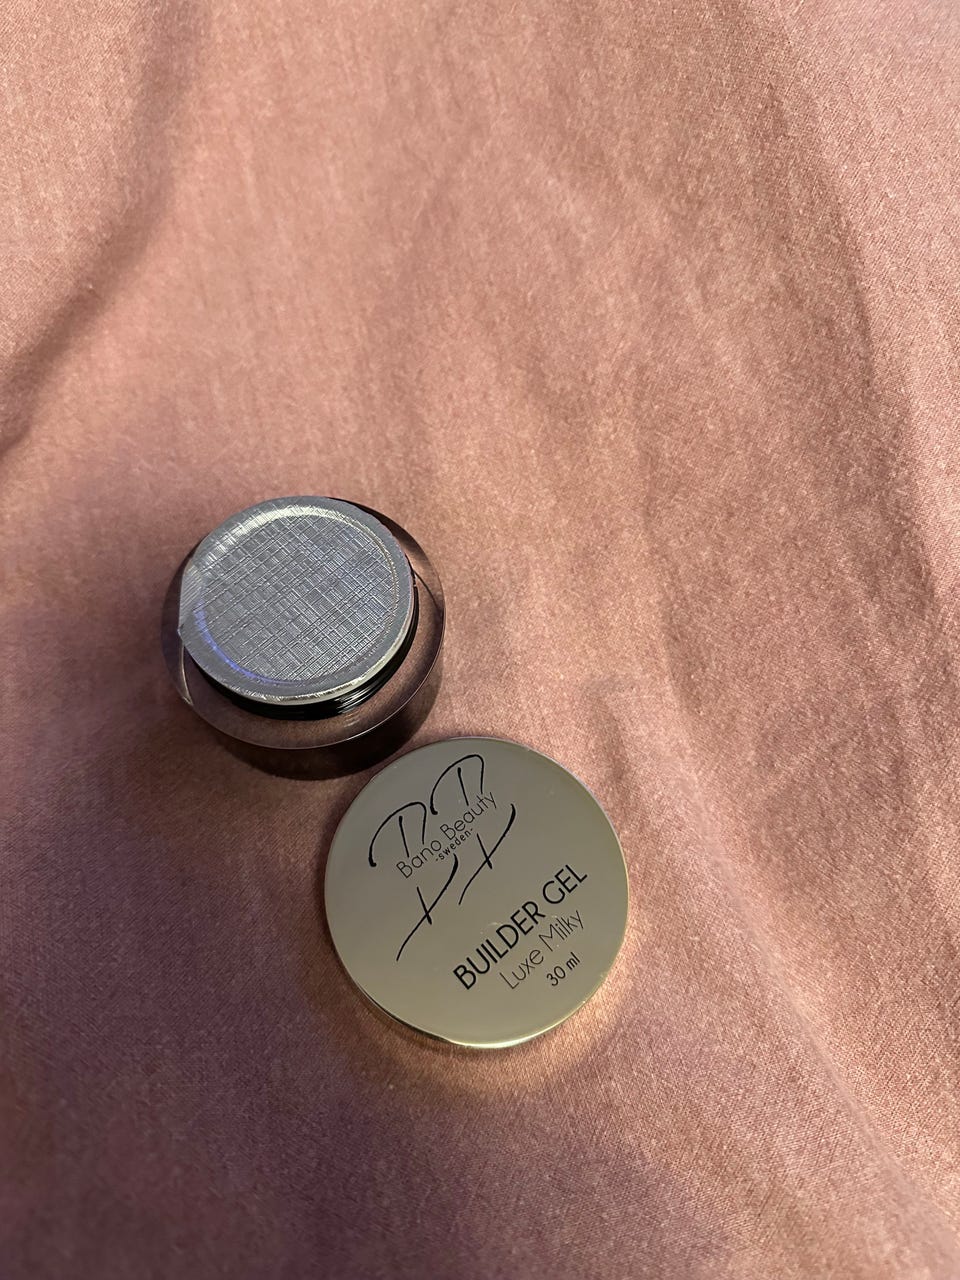 Bano Beauty
-sweden-
BUILDER GEL
Luxe Milky
30 ml